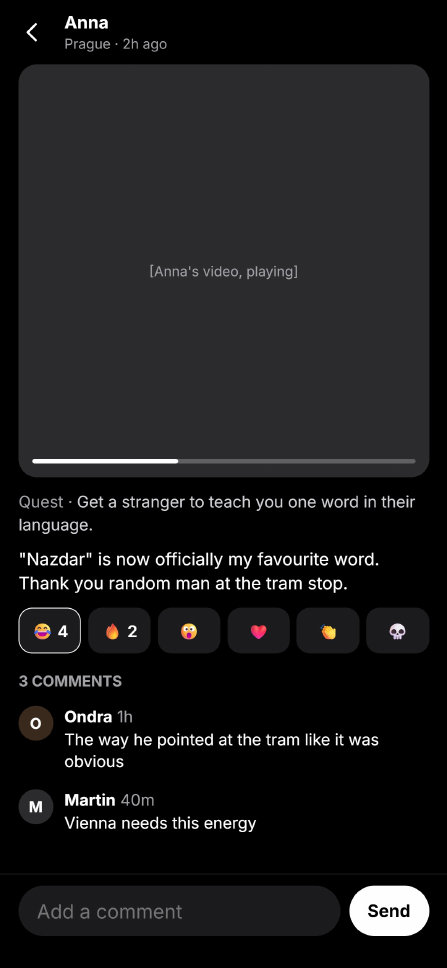 Anna
Prague · 2h ago
[Anna's video, playing]
Quest · Get a stranger to teach you one word in their
language.
"Nazdar" is now officially my favourite word.
Thank you random man at the tram stop.
😂 4 🔥 2 😱 ❤️ 👏 💀
3 COMMENTS
O
Ondra 1h
The way he pointed at the tram like it was
obvious
M
Martin 40m
Vienna needs this energy
Add a comment
Send